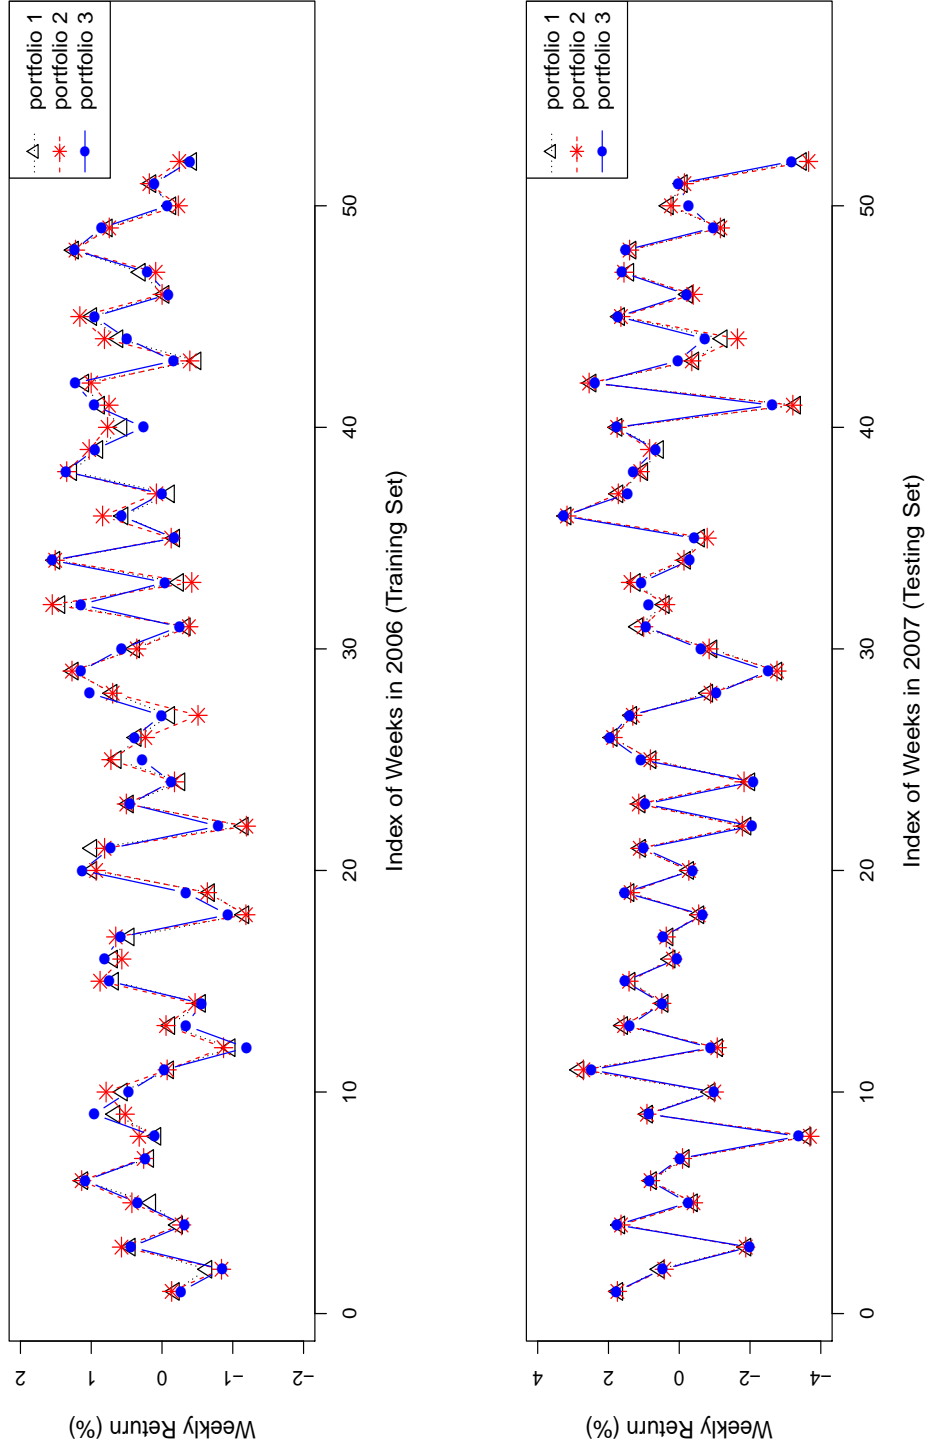 portfolio 1
portfolio 2
portfolio 3
2
1
0
−1
−2
Weekly Return (%)
0 10 20 30 40 50
Index of Weeks in 2006 (Training Set)
portfolio 1
portfolio 2
portfolio 3
4
2
0
−2
−4
Weekly Return (%)
0 10 20 30 40 50
Index of Weeks in 2007 (Testing Set)